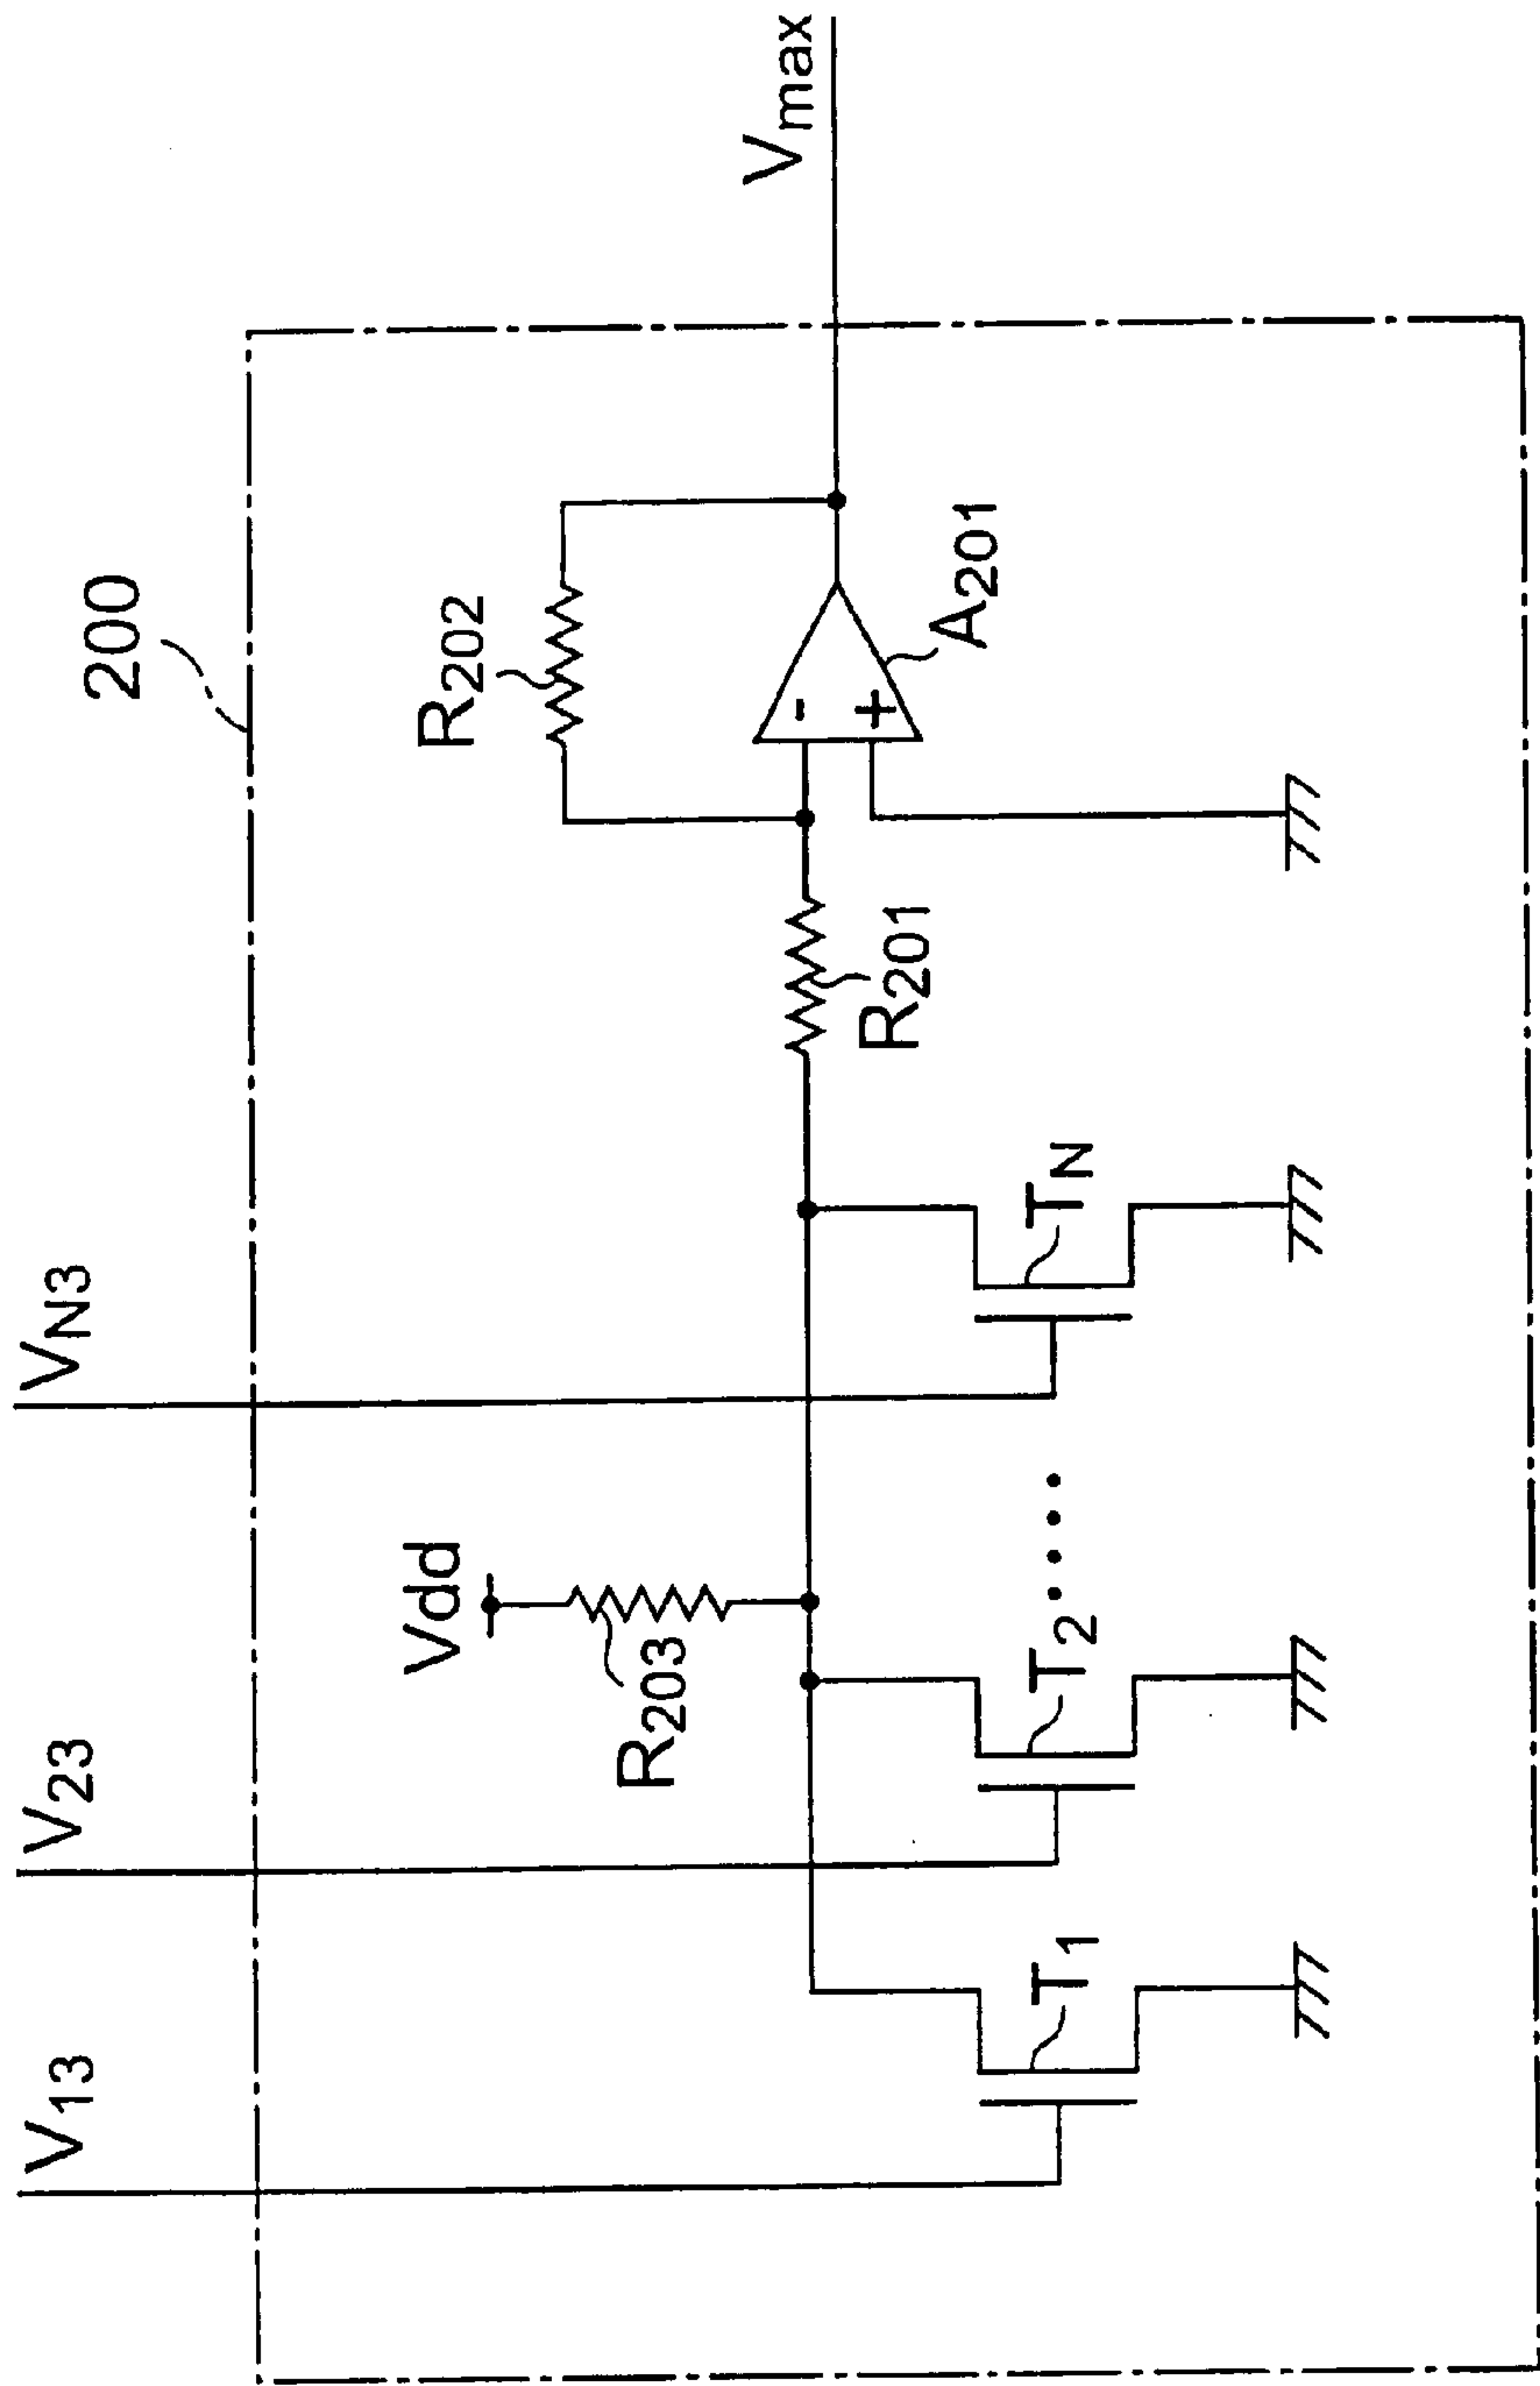 200
V13
V23
VN3
Vdd
R203
R202
Vmax
R201
-
+
A201
T1
T2
TN